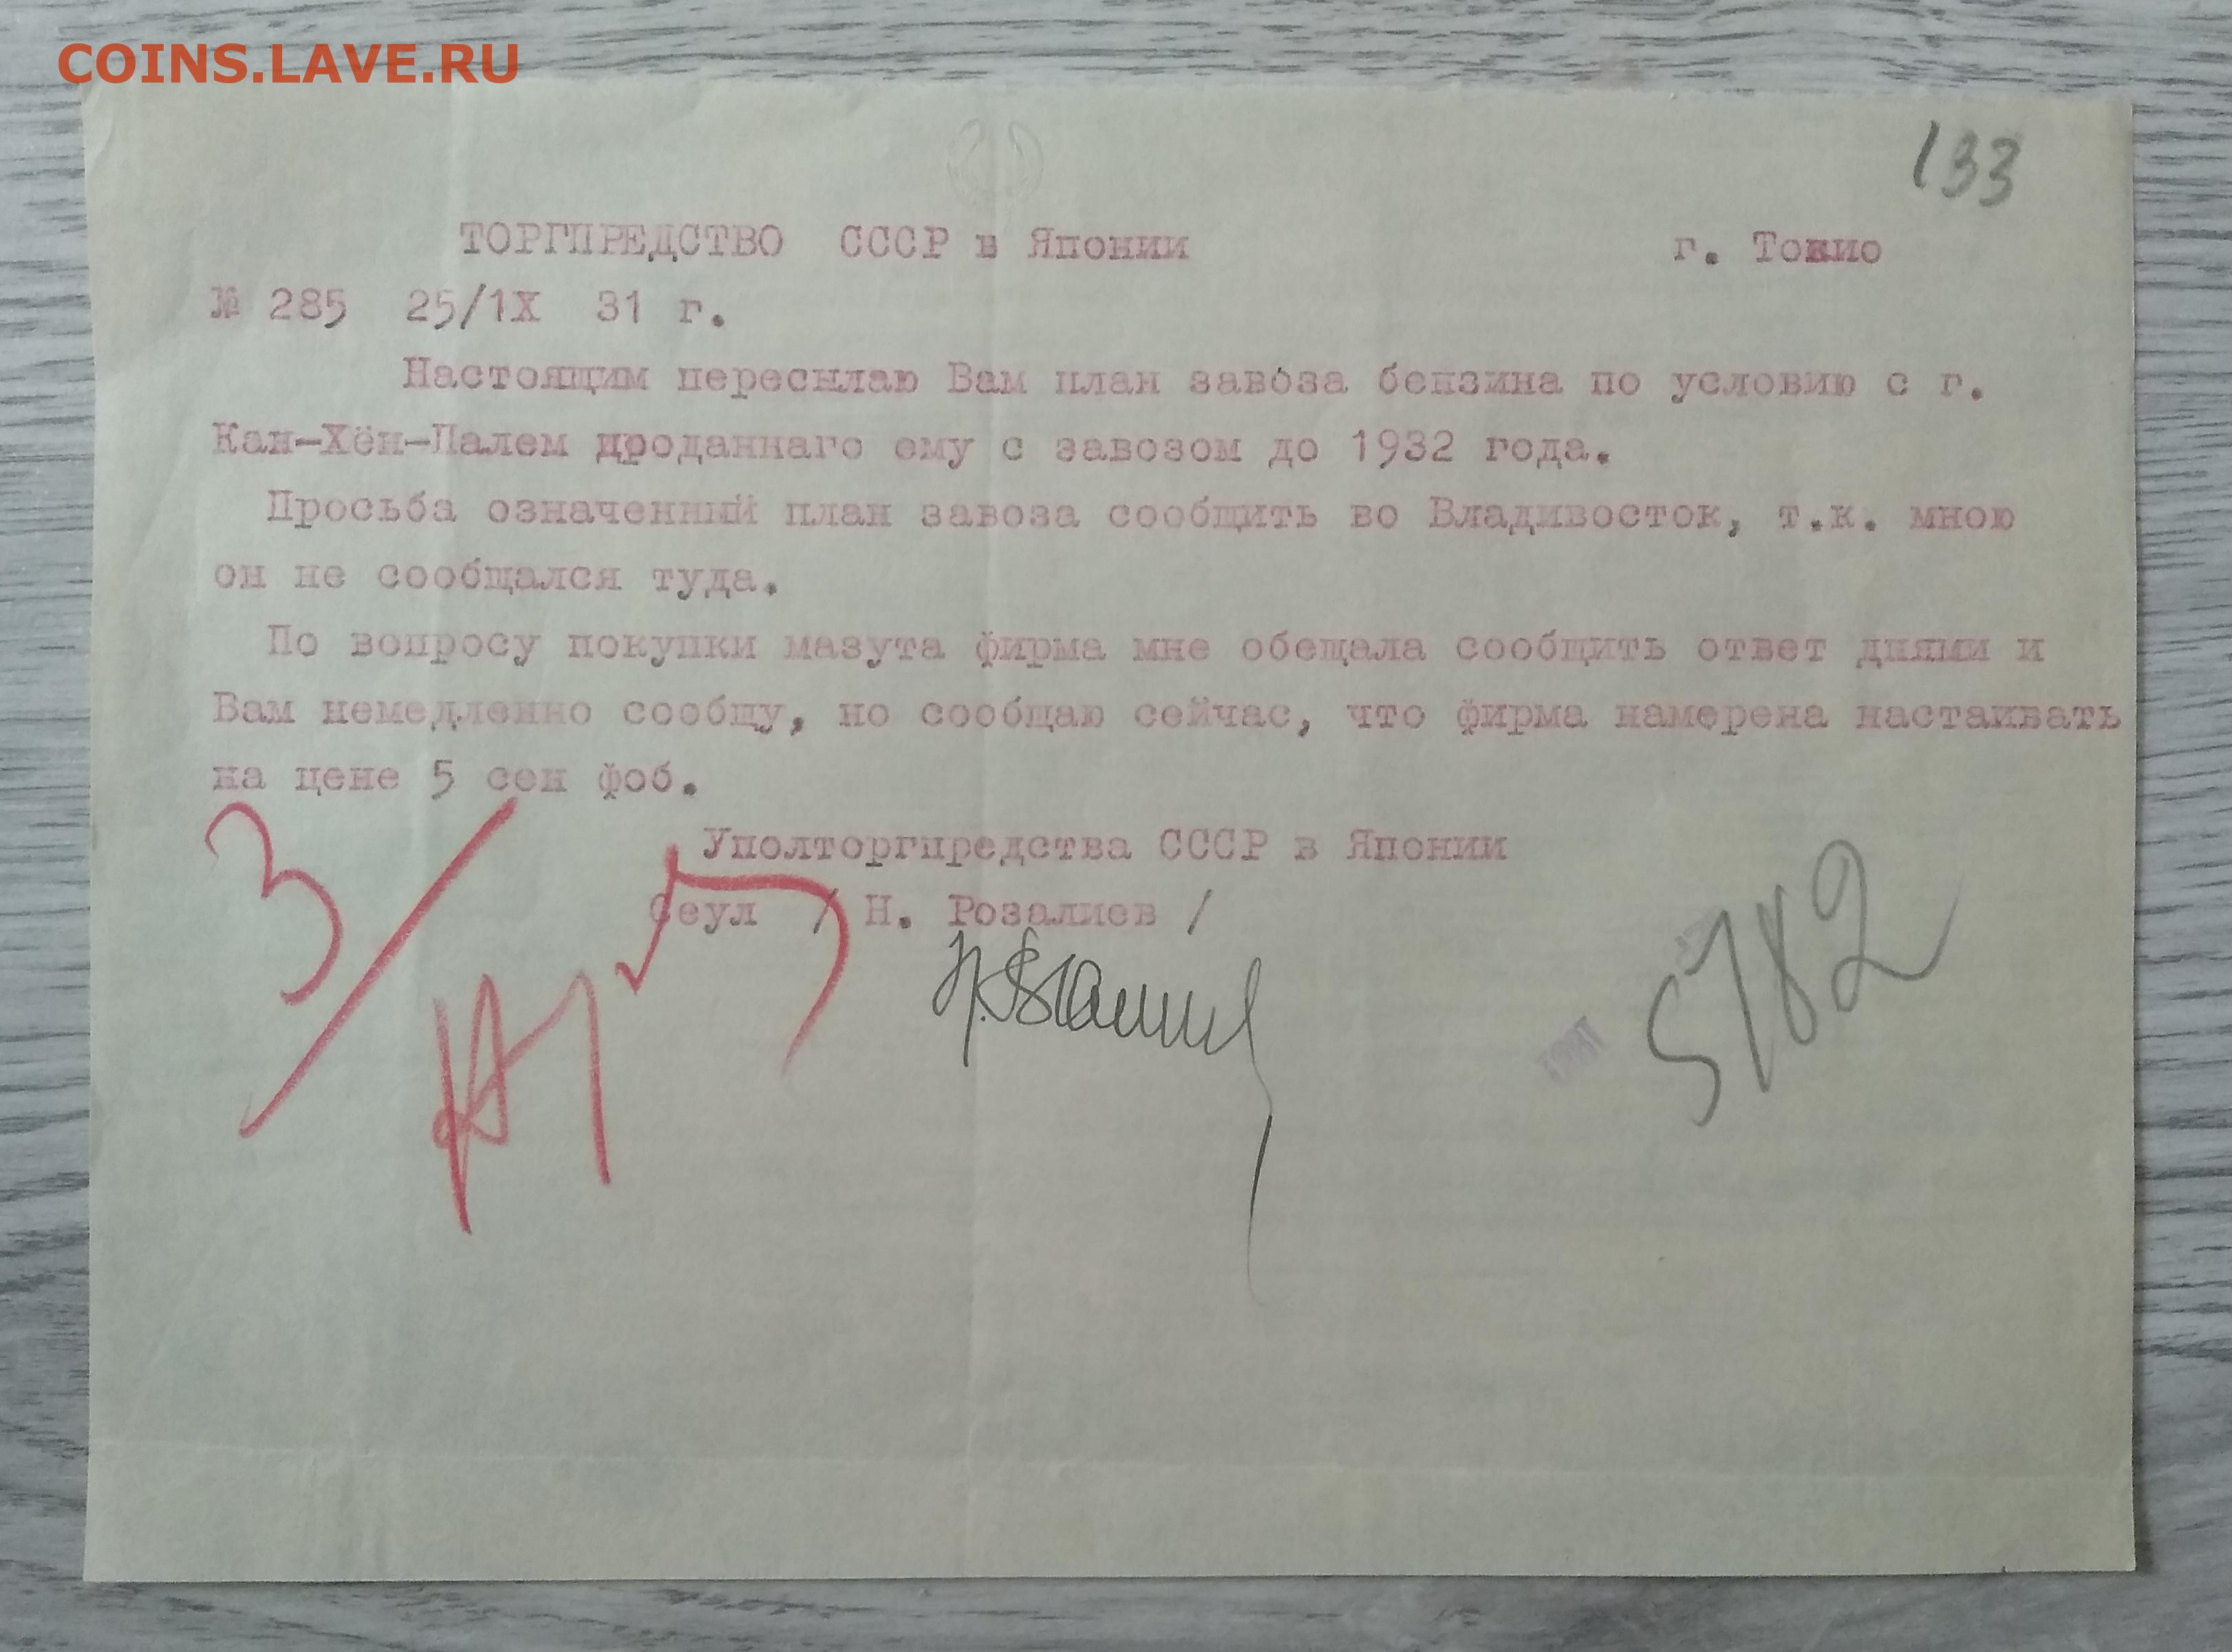 COINS.LAVE.RU
133
ТОРГПРЕДСТВО СССР в Японии г. Токио
№ 285 25/1X 31 г.
Настоящим пересылаю Вам план завоза бензина по условию с г.
Кан-Хён-Палем проданнаго ему с завозом до 1932 года.
Просьба означенный план завоза сообщить во Владивосток, т.к. мною
он не сообщался туда.
По вопросу покупки мазута фирма мне обещала сообщить ответ днями и
Вам немедленно сообщу, но сообщаю сейчас, что фирма намерена настаивать
на цене 5 сен фоб.
Уполторгпредства СССР в Японии
Сеул / Н. Розалиев /
5782